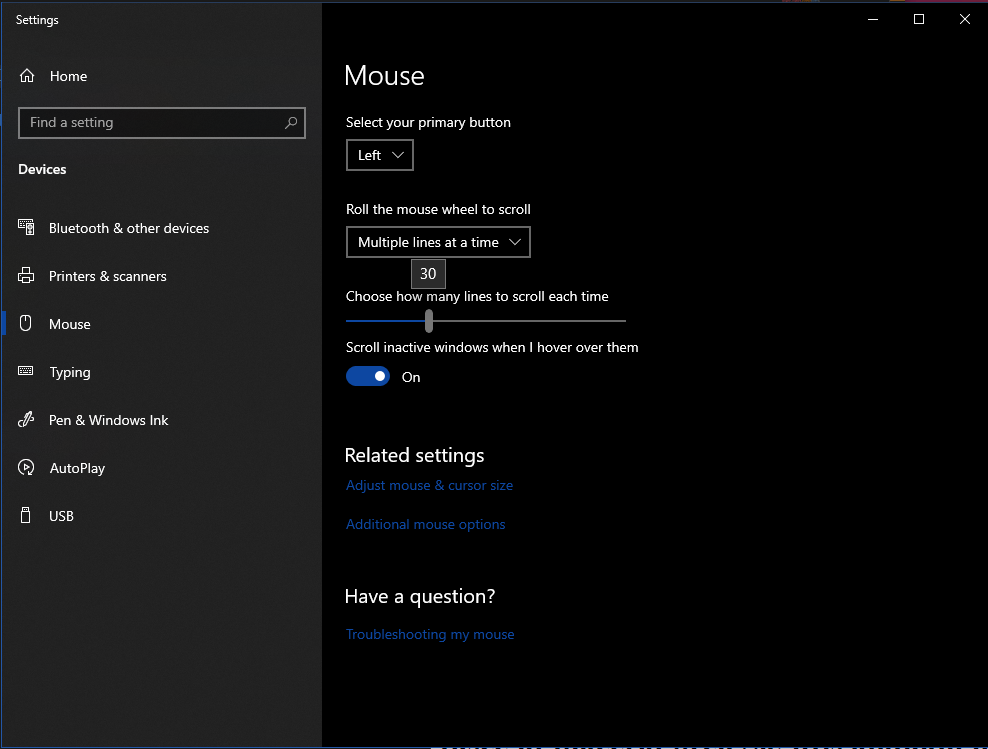 Settings
Home
Find a setting
Devices
Bluetooth & other devices
Printers & scanners
Mouse
Typing
Pen & Windows Ink
AutoPlay
USB
Mouse
Select your primary button
Left
Roll the mouse wheel to scroll
Multiple lines at a time
30
Choose how many lines to scroll each time
Scroll inactive windows when I hover over them
On
Related settings
Adjust mouse & cursor size
Additional mouse options
Have a question?
Troubleshooting my mouse